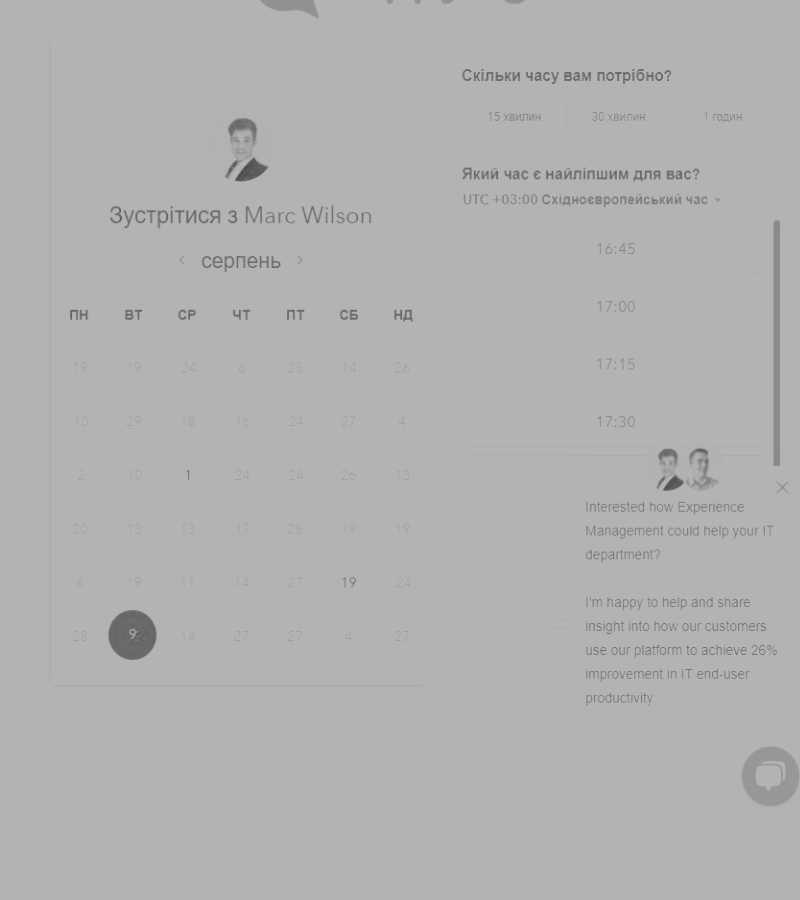 Зустрітися з Marc Wilson
серпень
ПН ВТ СР ЧТ ПТ СБ НД
19 19 24 8 25 14 26
10 29 18 16 24 27 4
2 10 1 24 24 26 13
20 13 13 17 26 19 19
6 19 11 14 27 19 24
28 9 14 27 27 4 27
Скільки часу вам потрібно?
15 хвилин 30 хвилин 1 годин
Який час є найліпшим для вас?
UTC +03:00 Східноєвропейський час
16:45
17:00
17:15
17:30
Interested how Experience
Management could help your IT
department?
I'm happy to help and share
insight into how our customers
use our platform to achieve 26%
improvement in IT end-user
productivity.